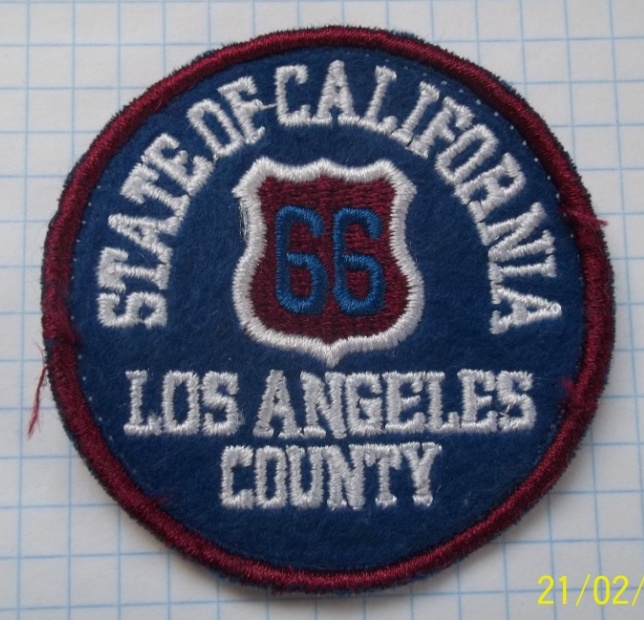 STATE OF CALIFORNIA
66
LOS ANGELES
COUNTY
21/02/